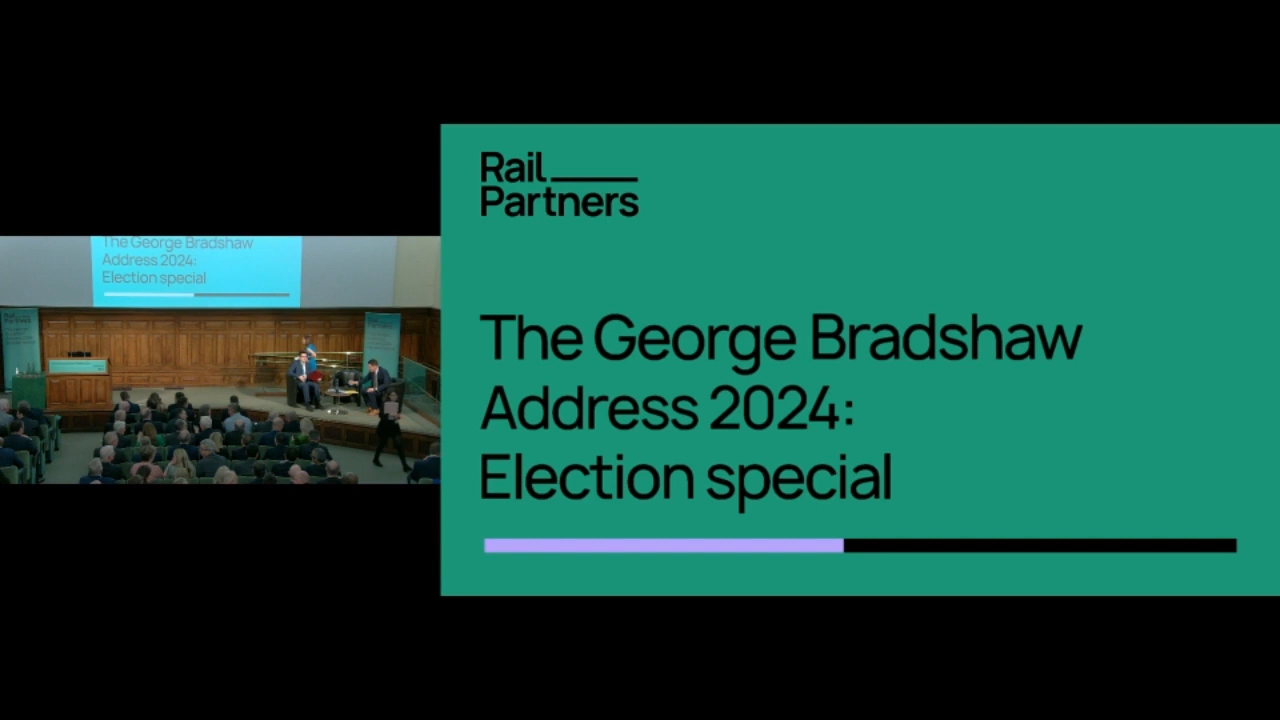 Rail
Partners
The George Bradshaw
Address 2024:
Election special
The George Bradshaw
Address 2024:
Election special